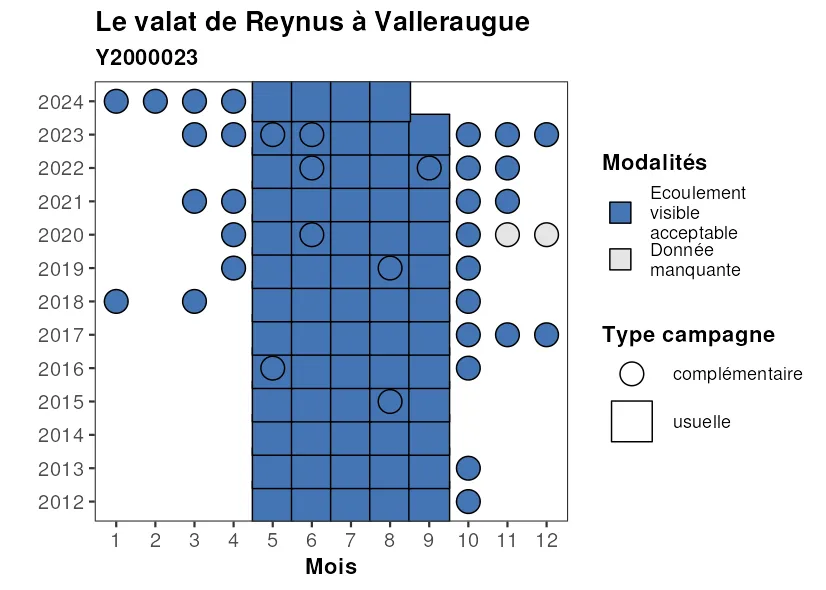 Le valat de Reynus à Valleraugue
Y2000023
2024
2023
2022
2021
2020
2019
2018
2017
2016
2015
2014
2013
2012
1 2 3 4 5 6 7 8 9 10 11 12
Mois
Modalités
Ecoulement
visible
acceptable
Donnée
manquante
Type campagne
complémentaire
usuelle